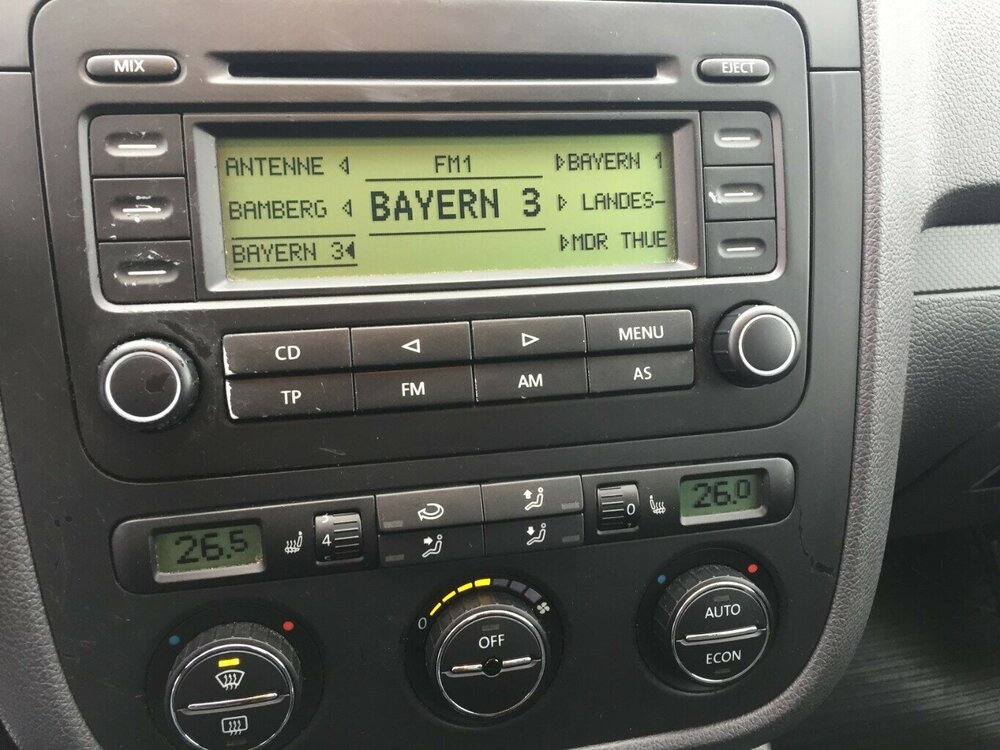 MIX
EJECT
ANTENNE FM1 BAYERN 1
BAMBERG BAYERN 3 LANDES-
BAYERN 3 MDR THUE
CD MENU
TP FM AM AS
26.5 4 0 26.0
0
OFF
AUTO
ECON